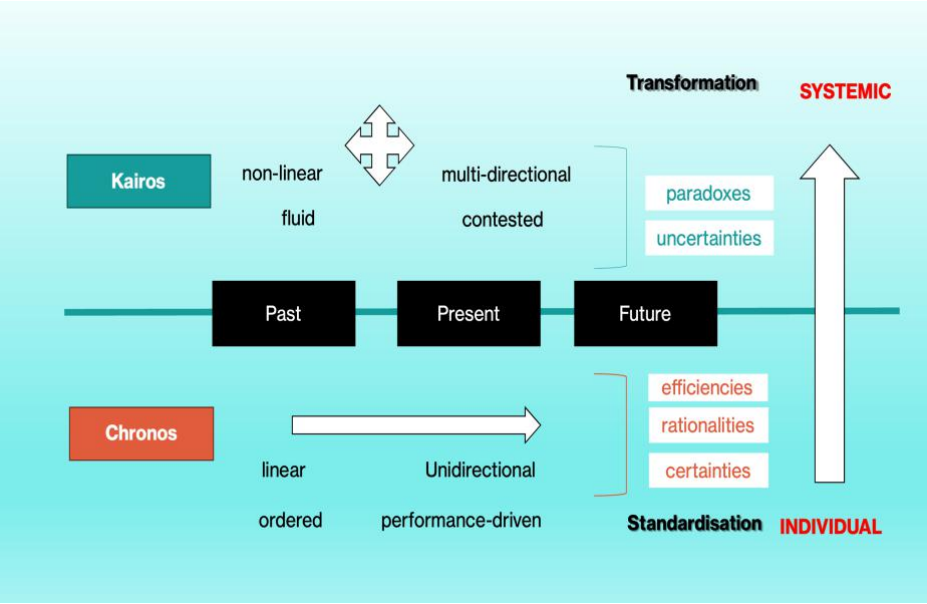 Transformation
SYSTEMIC
Kairos
non-linear
multi-directional
fluid
contested
paradoxes
uncertainties
Past
Present
Future
Chronos
linear
Unidirectional
ordered
performance-driven
efficiencies
rationalities
certainties
Standardisation
INDIVIDUAL